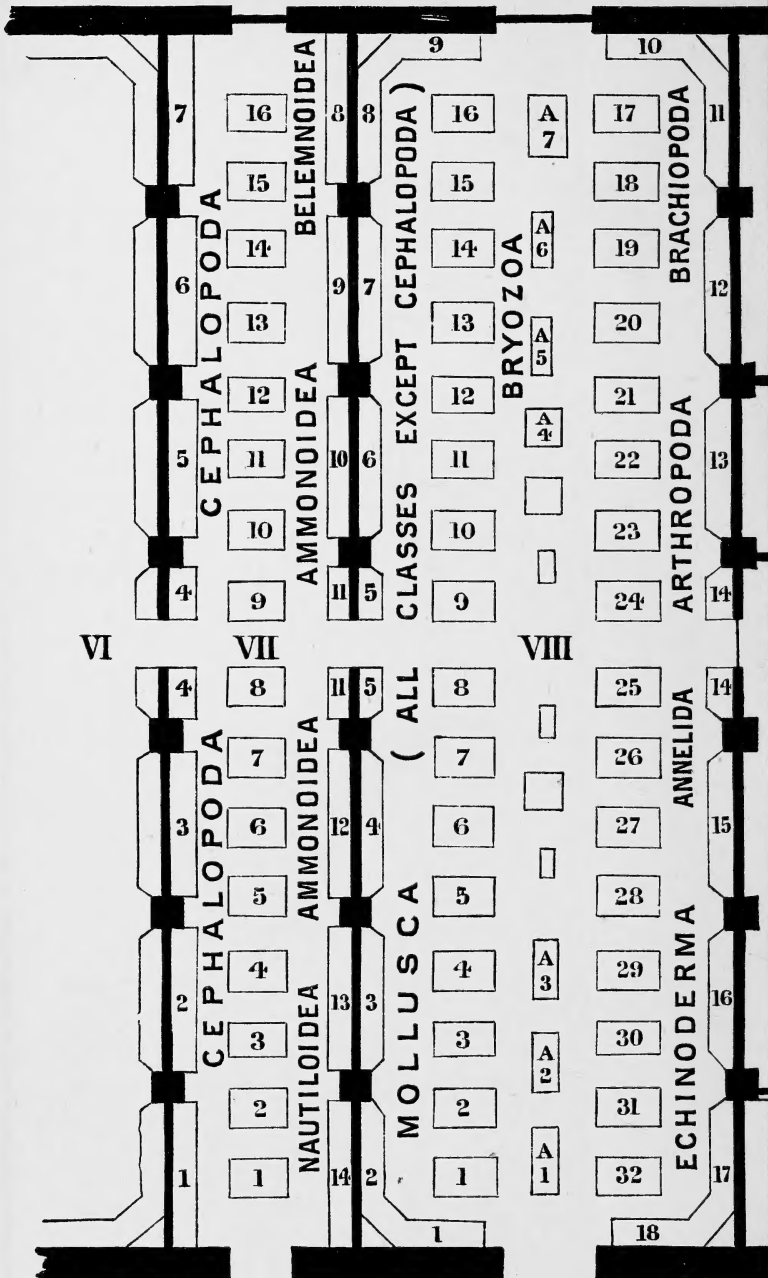 9 10
7 16 8 8 16 A 7 17 11
15 15 18
14 14 A 6 19
6 9 7 12
13 13 A 5 20
12 12 21
A 4
5 11 10 6 11 22 13
10 10 23
4 9 11 5 9 24 14
CEPHALOPODA
BELEMNOIDEA
AMMONOIDEA
CLASSES EXCEPT CEPHALOPODA)
BRYOZOA
BRACHIOPODA
ARTHROPODA
VI VII VIII
4 8 11 5 8 25 14
7 7 26
3 6 12 4 6 27 15
5 5 28
4 4 A 3 29
2 13 3 16
3 3 30
A 2
2 2 31
1 1 14 2 1 A 1 32 17
1 18
CEPHALOPODA
AMMONOIDEA
NAUTILOIDEA
MOLLUSCA (ALL
ANNELIDA
ECHINODERMA